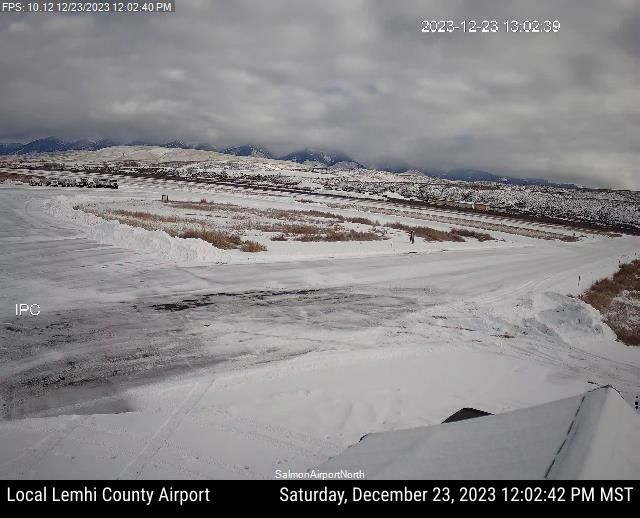 FPS: 10.12 12/23/2023 12:02:40 PM
2023-12-23 13:02:39
IPC
SalmonAirportNorth
Local Lemhi County Airport Saturday, December 23, 2023 12:02:42 PM MST